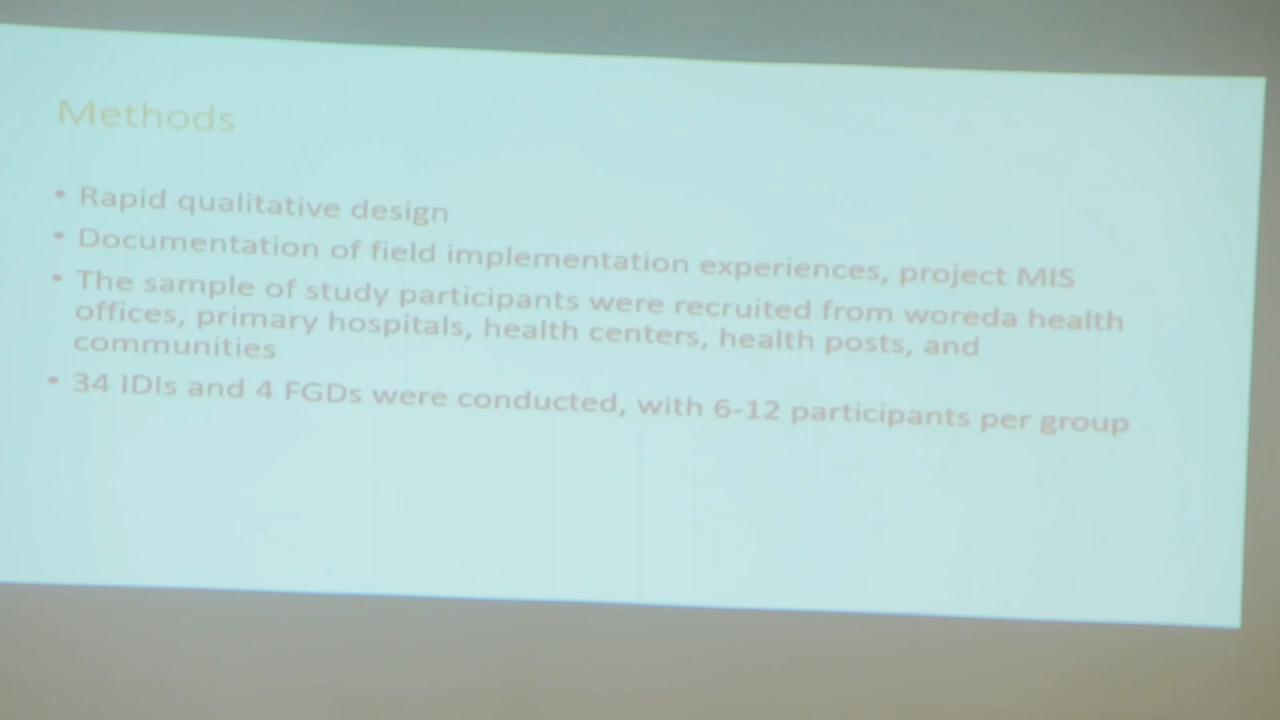 Methods
• Rapid qualitative design
• Documentation of field implementation experiences, project MIS
• The sample of study participants were recruited from woreda health
offices, primary hospitals, health centers, health posts, and
communities
• 34 IDIs and 4 FGDs were conducted, with 6-12 participants per group